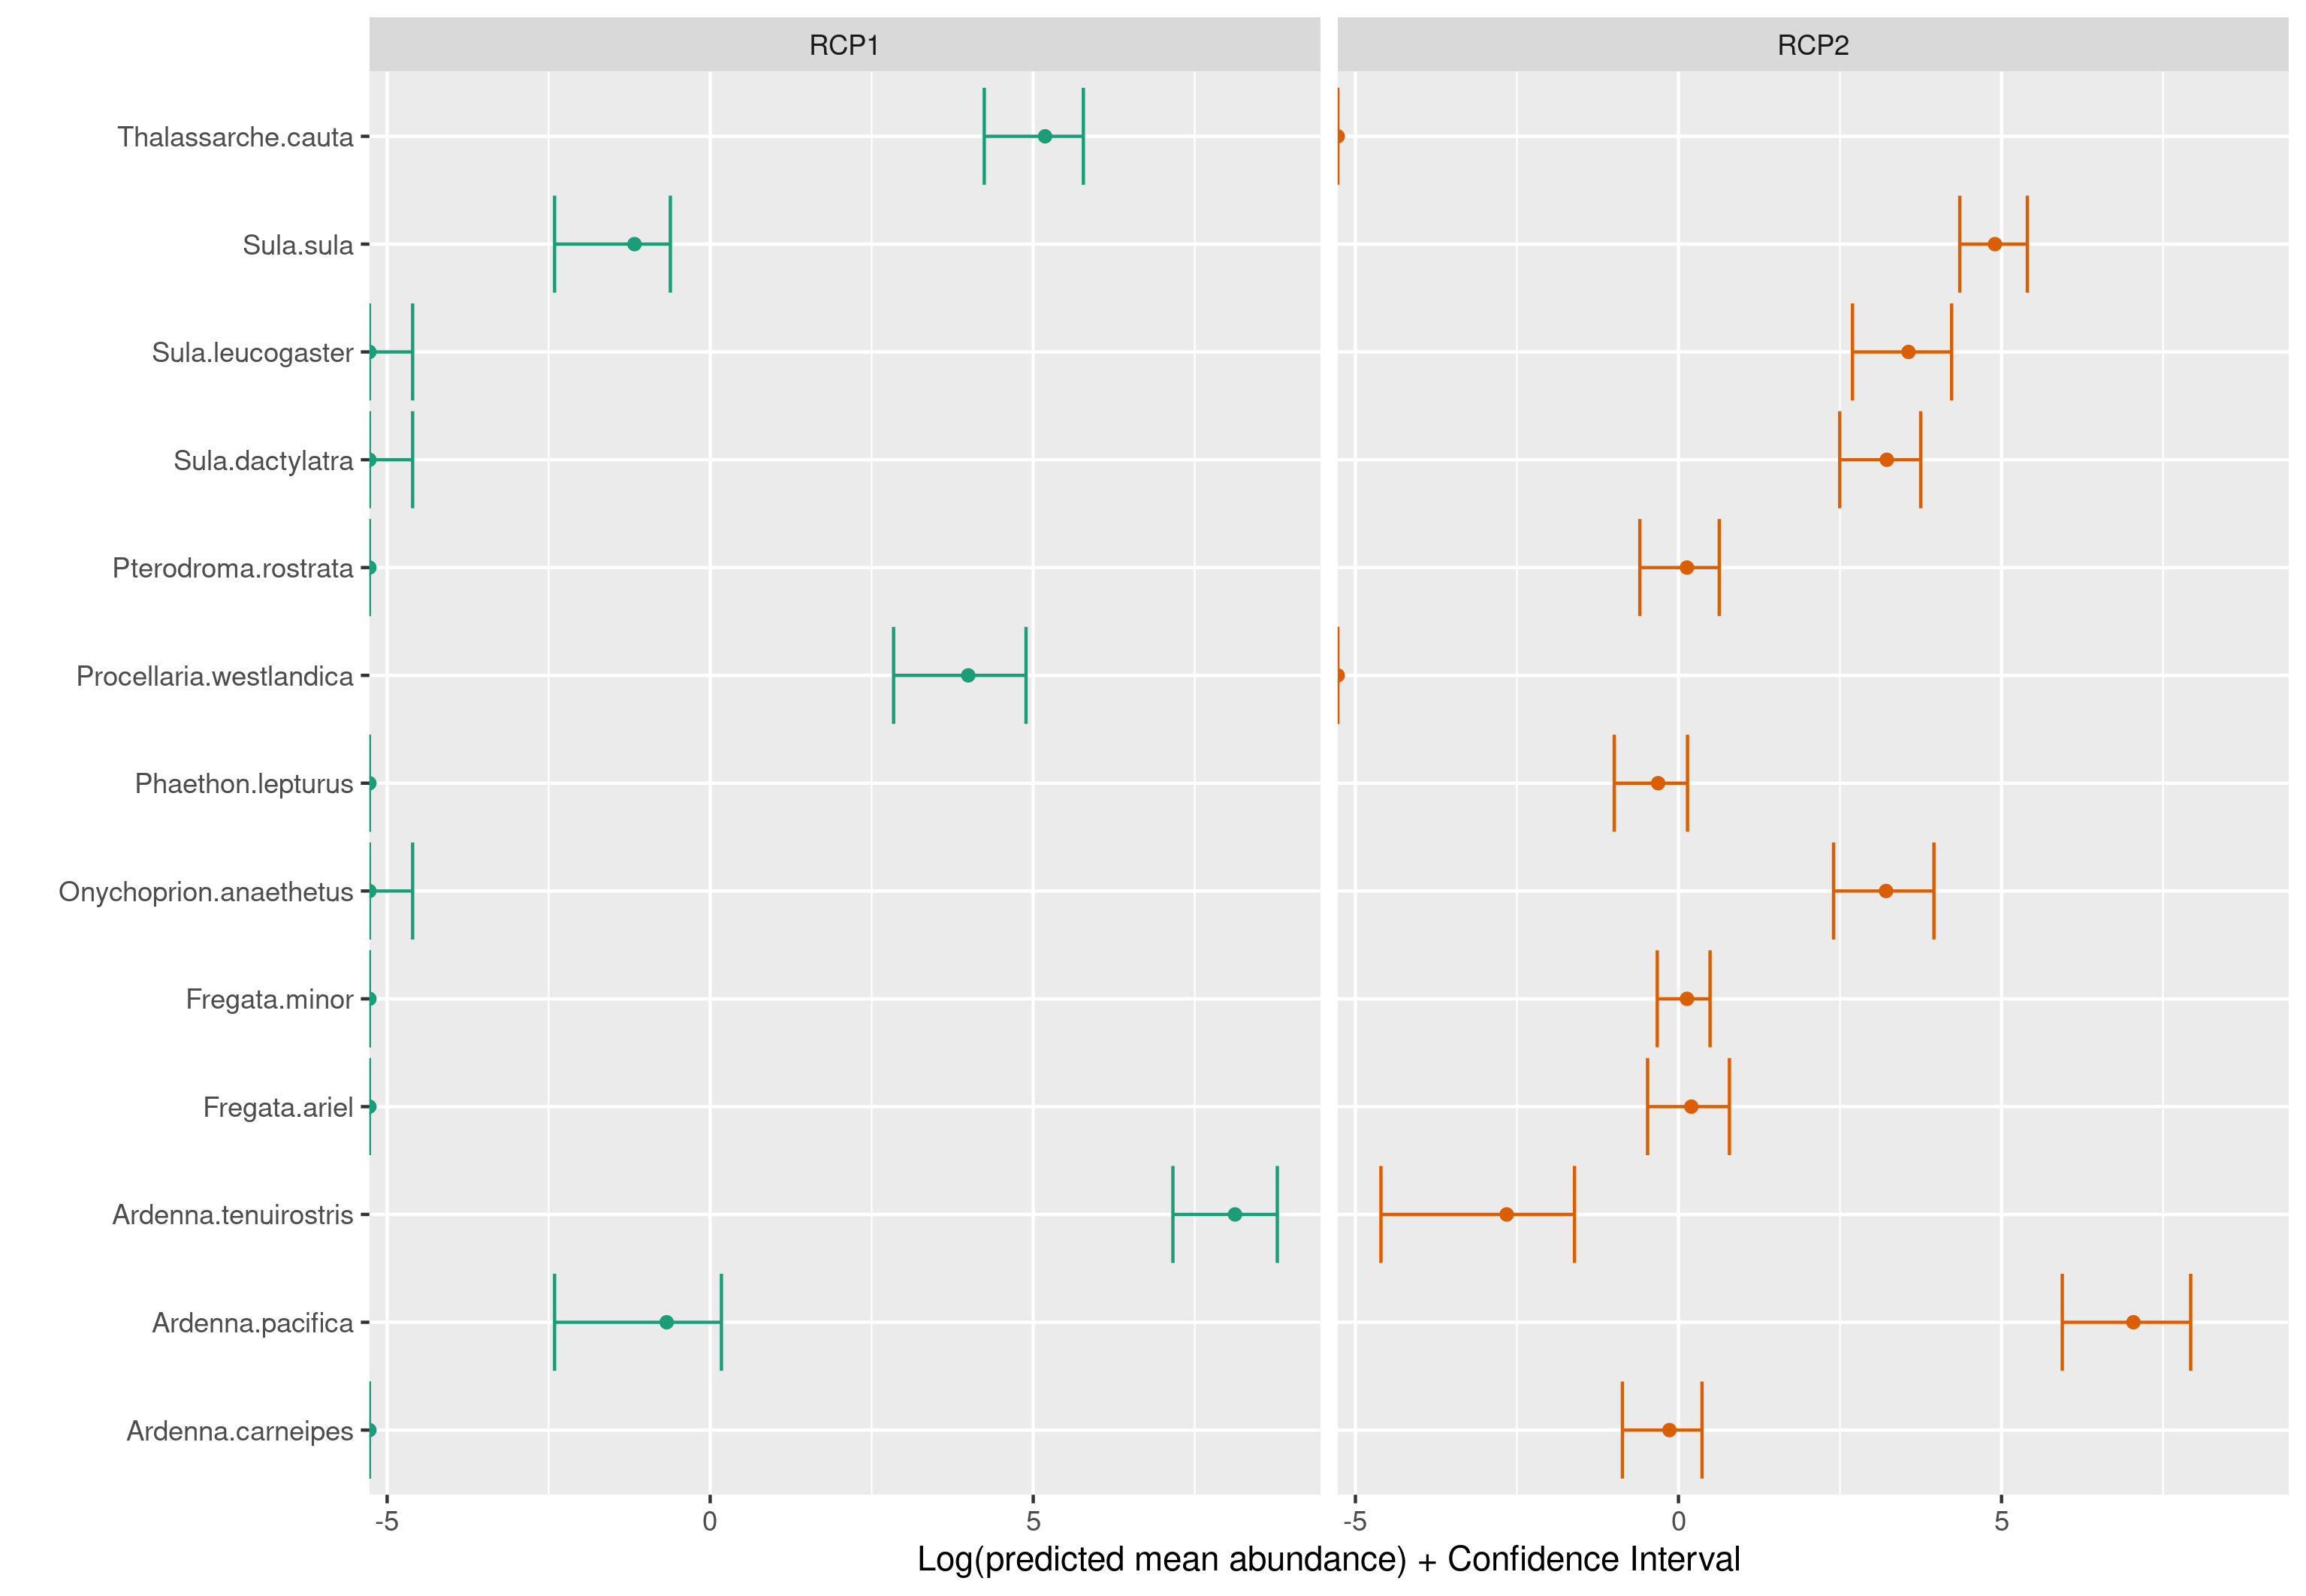 RCP1
RCP2
Thalassarche.cauta
Sula.sula
Sula.leucogaster
Sula.dactylatra
Pterodroma.rostrata
Procellaria.westlandica
Phaethon.lepturus
Onychoprion.anaethetus
Fregata.minor
Fregata.ariel
Ardenna.tenuirostris
Ardenna.pacifica
Ardenna.carneipes
-5 0 5 -5 0 5
Log(predicted mean abundance) + Confidence Interval